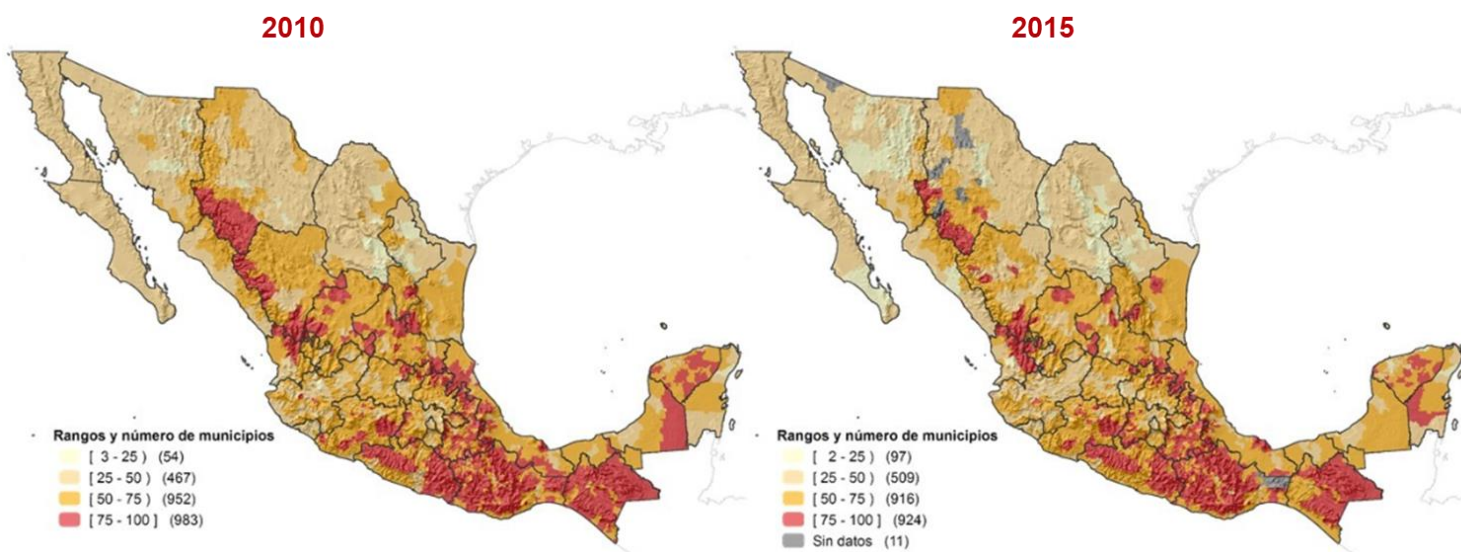 2010
2015
Rangos y número de municipios
[ 3 - 25 ) (54)
[ 25 - 50 ) (467)
[ 50 - 75 ) (952)
[ 75 - 100 ] (983)
Rangos y número de municipios
[ 2 - 25 ) (97)
[ 25 - 50 ) (509)
[ 50 - 75 ) (916)
[ 75 - 100 ] (924)
Sin datos (11)